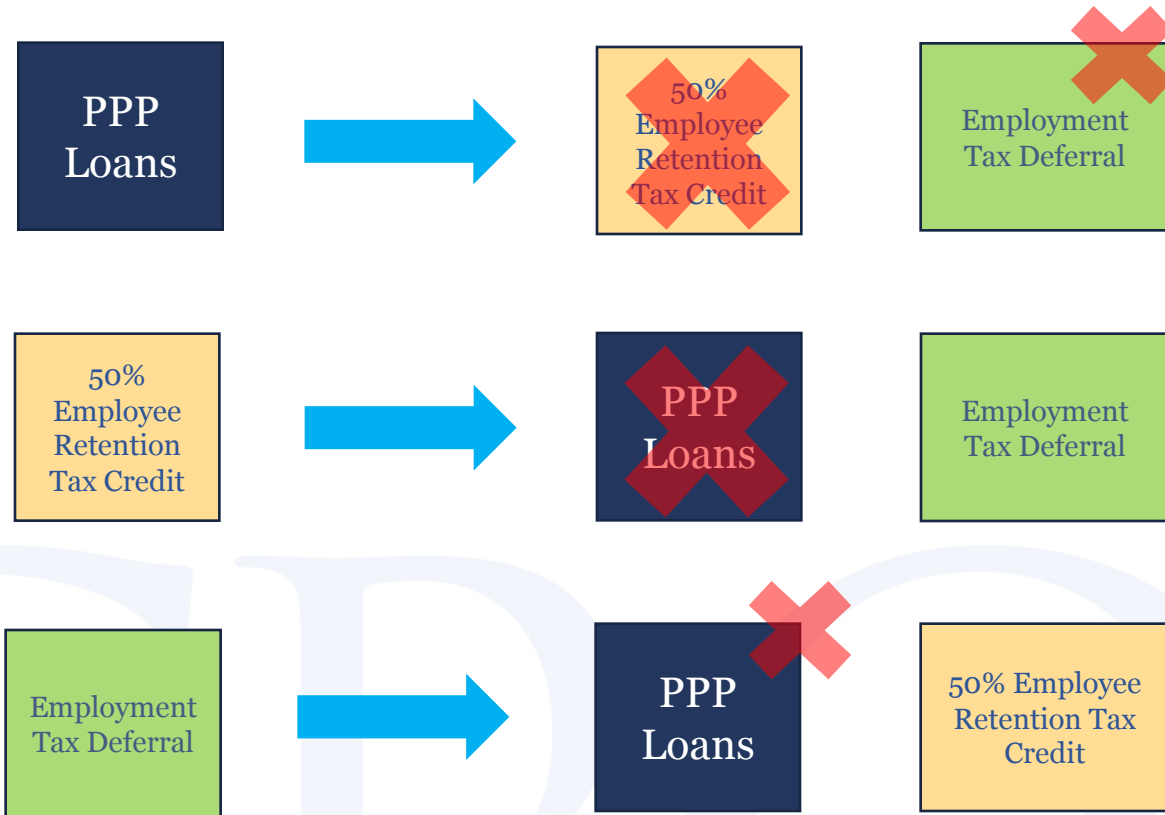 PPP
Loans
50%
Employee
Retention
Tax Credit
Employment
Tax Deferral
50%
Employee
Retention
Tax Credit
PPP
Loans
Employment
Tax Deferral
Employment
Tax Deferral
PPP
Loans
50% Employee
Retention Tax
Credit